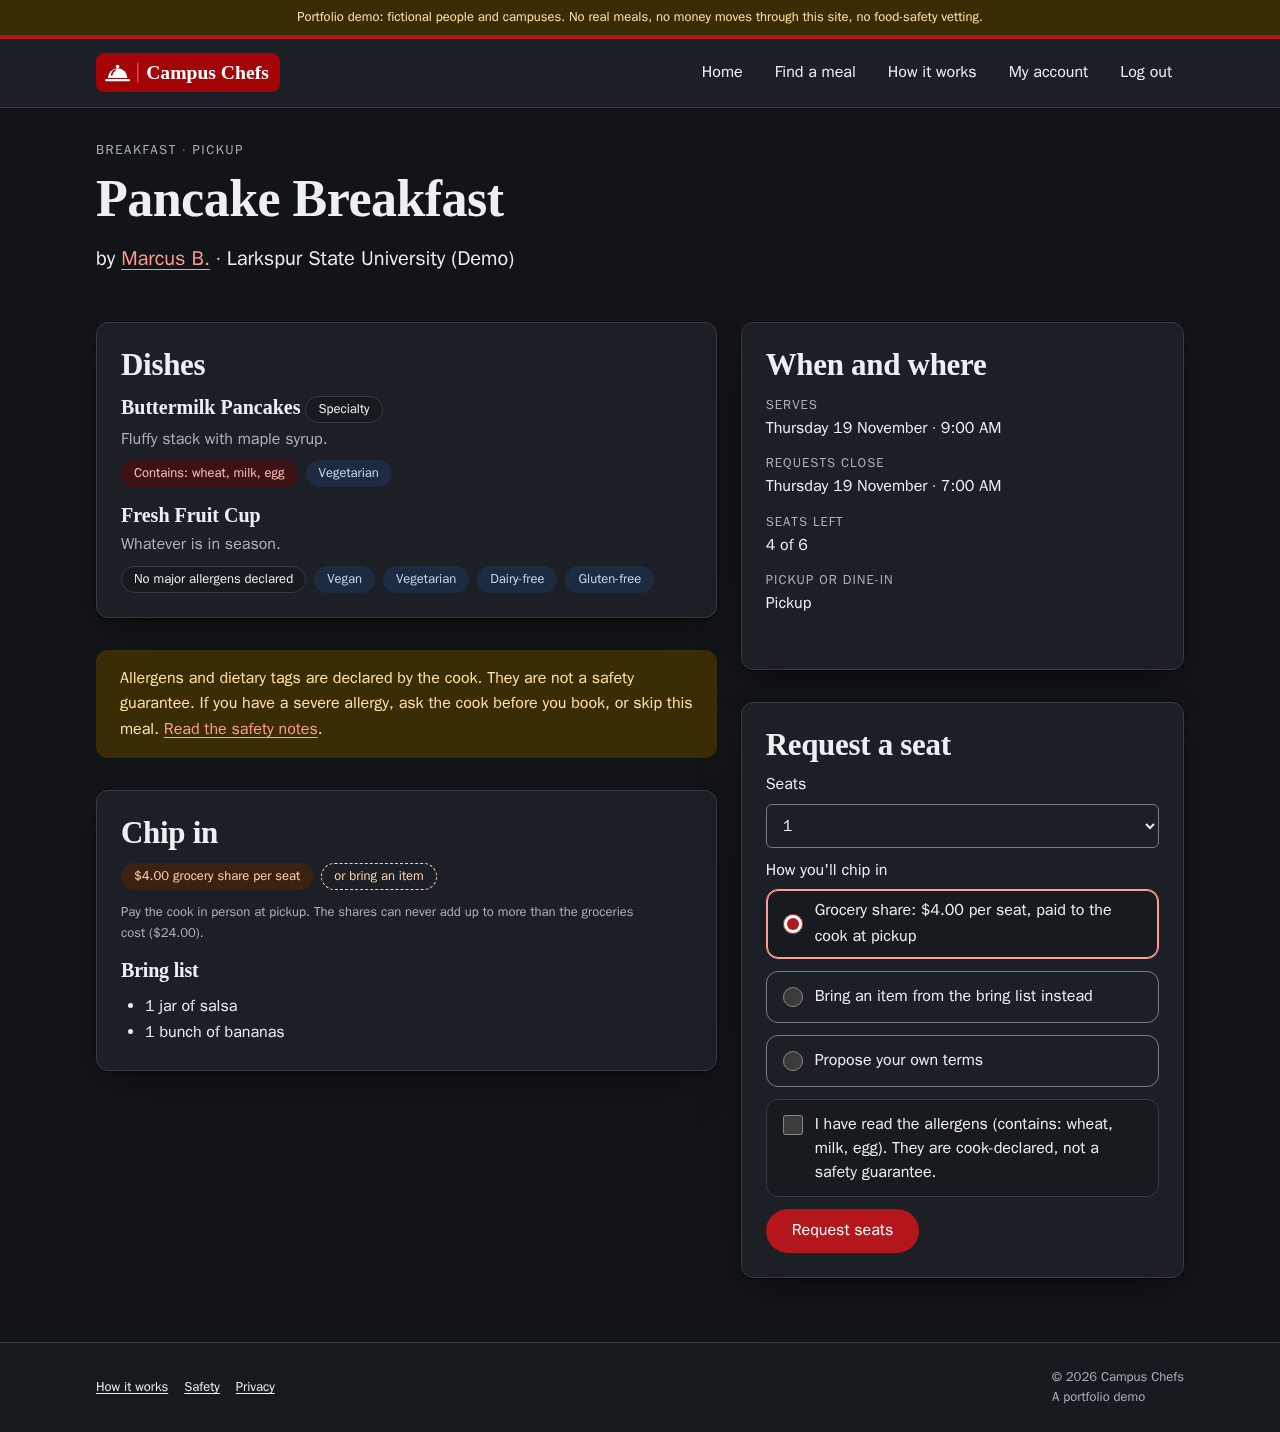 Portfolio demo: fictional people and campuses. No real meals, no money moves through this site, no food-safety vetting.
Campus Chefs
Home
Find a meal
How it works
My account
Log out
BREAKFAST · PICKUP
Pancake Breakfast
by Marcus B. · Larkspur State University (Demo)
Dishes
Buttermilk Pancakes Specialty
Fluffy stack with maple syrup.
Contains: wheat, milk, egg
Vegetarian
Fresh Fruit Cup
Whatever is in season.
No major allergens declared
Vegan
Vegetarian
Dairy-free
Gluten-free
Allergens and dietary tags are declared by the cook. They are not a safety
guarantee. If you have a severe allergy, ask the cook before you book, or skip this
meal. Read the safety notes.
Chip in
$4.00 grocery share per seat
or bring an item
Pay the cook in person at pickup. The shares can never add up to more than the groceries
cost ($24.00).
Bring list
• 1 jar of salsa
• 1 bunch of bananas
When and where
SERVES
Thursday 19 November · 9:00 AM
REQUESTS CLOSE
Thursday 19 November · 7:00 AM
SEATS LEFT
4 of 6
PICKUP OR DINE-IN
Pickup
Request a seat
Seats
1
How you'll chip in
Grocery share: $4.00 per seat, paid to the
cook at pickup
Bring an item from the bring list instead
Propose your own terms
I have read the allergens (contains: wheat,
milk, egg). They are cook-declared, not a
safety guarantee.
Request seats
How it works
Safety
Privacy
© 2026 Campus Chefs
A portfolio demo